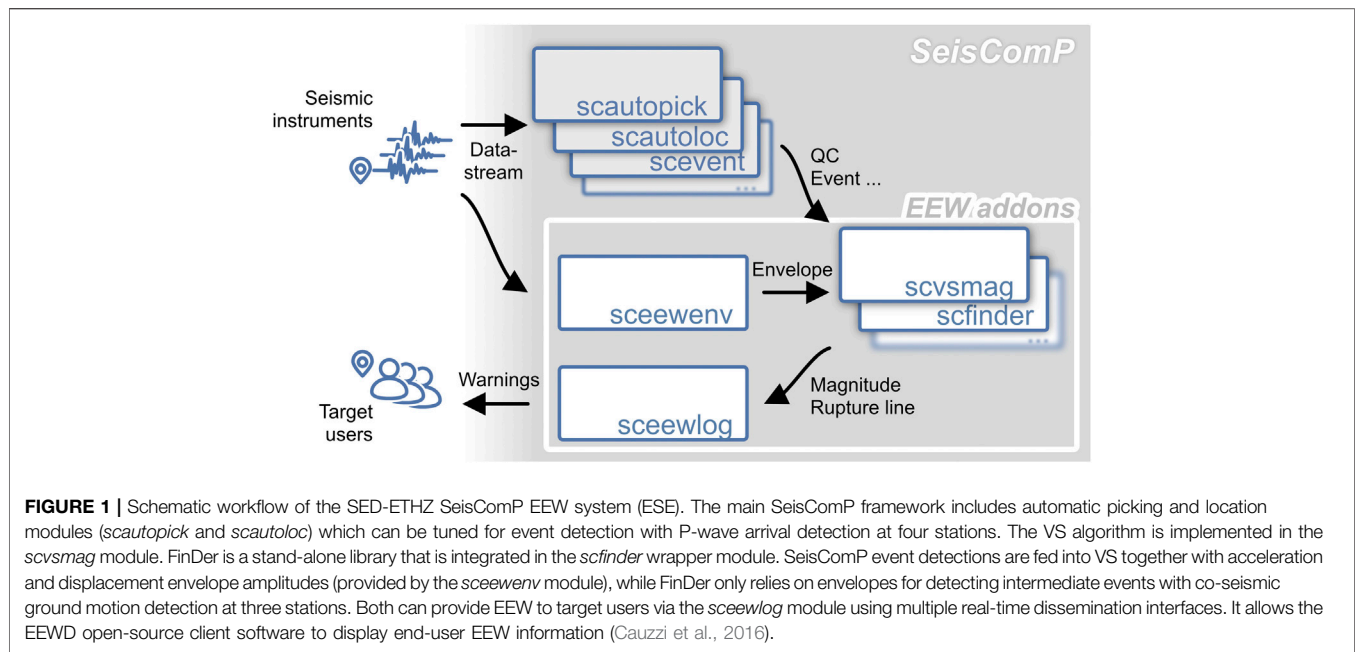 SeisComP
Seismic
instruments
Data-
stream
scautopick
scautoloc
scevent
...
QC
Event ...
EEW addons
sceewenv
Envelope
scvsmag
scfinder
...
Magnitude
Rupture line
sceewlog
Warnings
Target
users
FIGURE 1 | Schematic workflow of the SED-ETHZ SeisComP EEW system (ESE). The main SeisComP framework includes automatic picking and location
modules (scautopick and scautoloc) which can be tuned for event detection with P-wave arrival detection at four stations. The VS algorithm is implemented in the
scvsmag module. FinDer is a stand-alone library that is integrated in the scfinder wrapper module. SeisComP event detections are fed into VS together with acceleration
and displacement envelope amplitudes (provided by the sceewenv module), while FinDer only relies on envelopes for detecting intermediate events with co-seismic
ground motion detection at three stations. Both can provide EEW to target users via the sceewlog module using multiple real-time dissemination interfaces. It allows the
EEWD open-source client software to display end-user EEW information (Cauzzi et al., 2016).